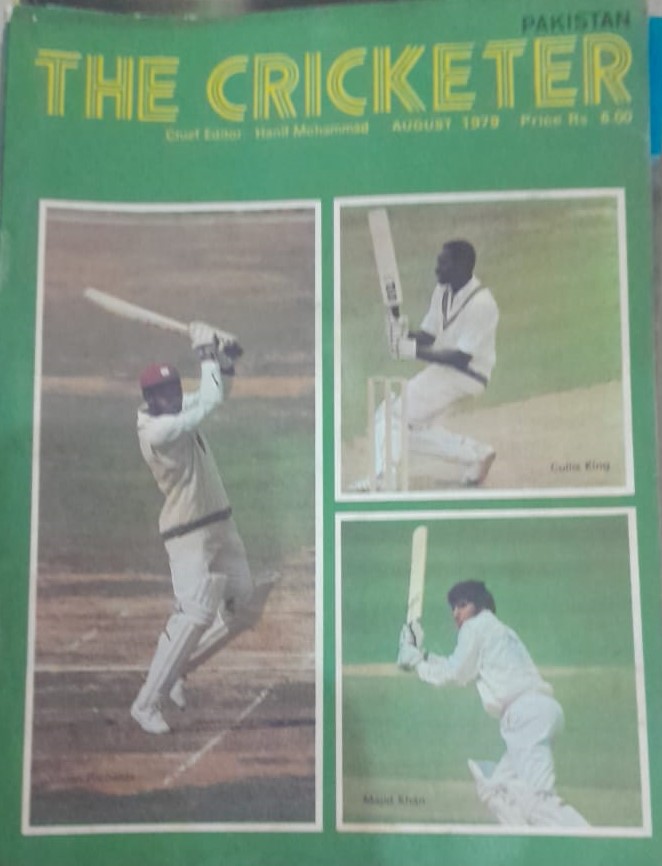 PAKISTAN
THE CRICKETER
Chief Editor Hanif Mohammad AUGUST 1979 Price Rs 6.00
Collis King
Majid Khan